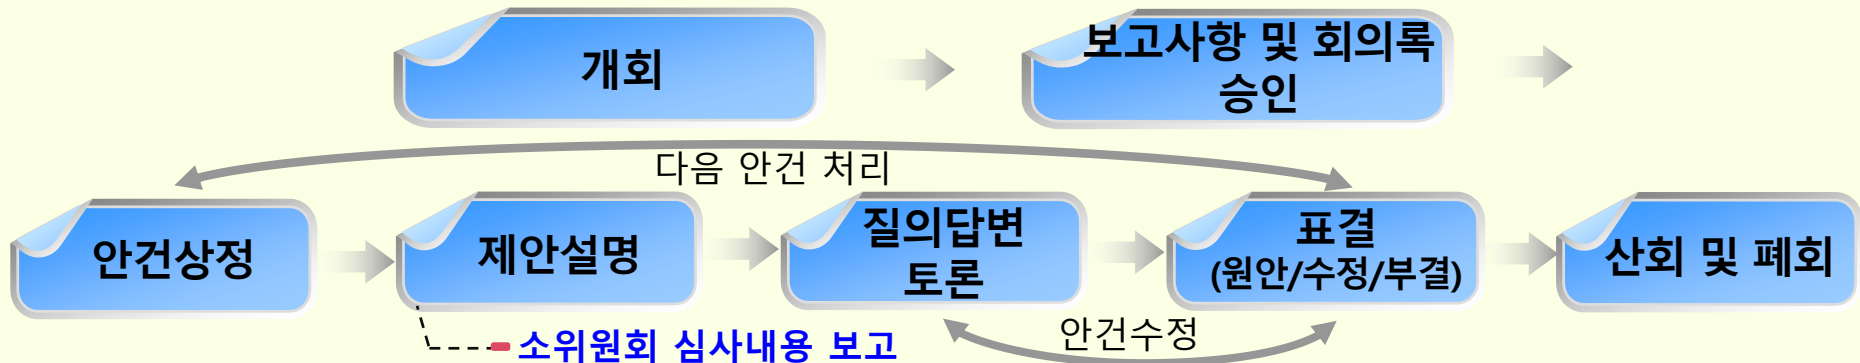 개회
보고사항 및 회의록
승인
다음 안건 처리
안건상정
제안설명
질의답변
토론
표결
(원안/수정/부결)
산회 및 폐회
소위원회 심사내용 보고
안건수정